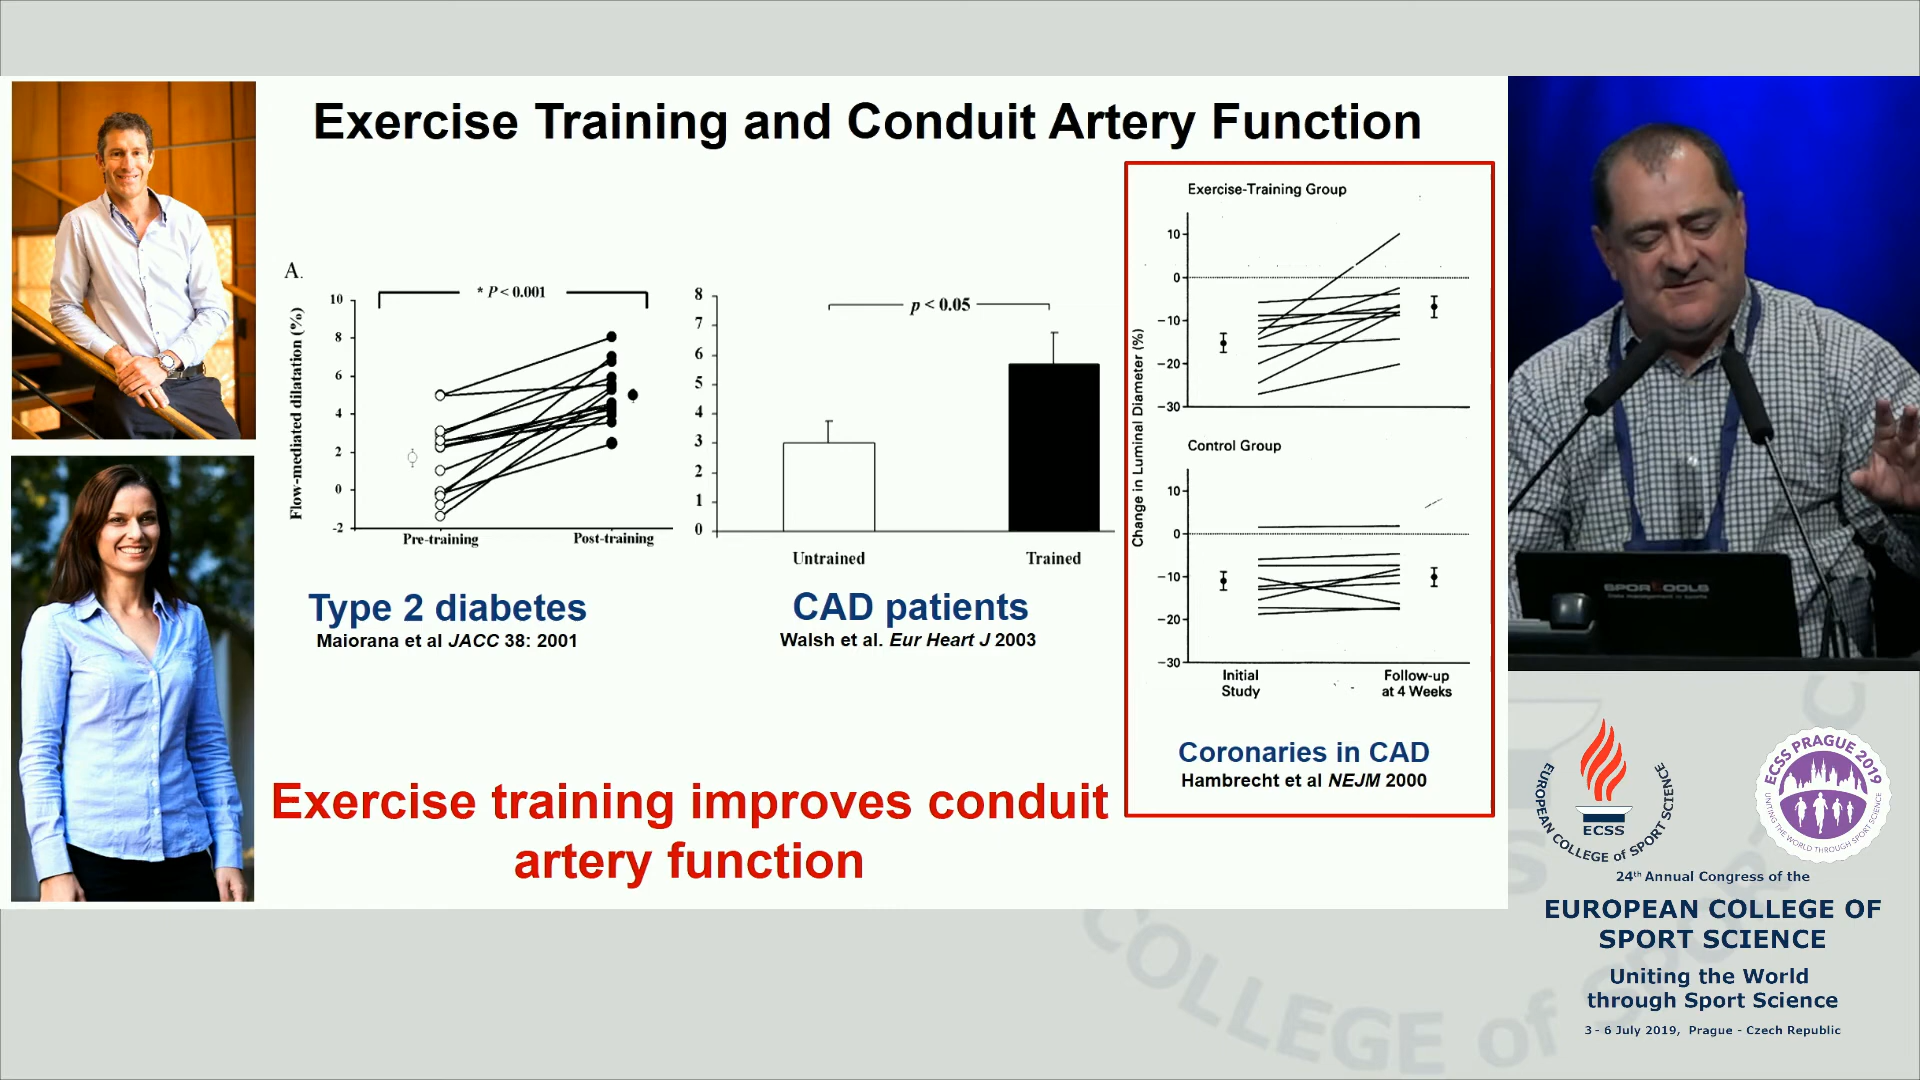 Exercise Training and Conduit Artery Function
A.
* P < 0.001
Flow-mediated dilatation (%)
10
8
6
4
2
0
-2
Pre-training
Post-training
Type 2 diabetes
Maiorana et al JACC 38: 2001
p < 0.05
8
7
6
5
4
3
2
1
0
Untrained
Trained
CAD patients
Walsh et al. Eur Heart J 2003
Exercise-Training Group
Change in Luminal Diameter (%)
10
0
−10
−20
−30
Control Group
10
0
−10
−20
−30
Initial
Study
Follow-up
at 4 Weeks
Coronaries in CAD
Hambrecht et al NEJM 2000
Exercise training improves conduit
artery function
EUROPEAN COLLEGE OF SPORT SCIENCE
ECSS
ECSS PRAGUE 2019
UNITING THE WORLD THROUGH SPORT SCIENCE
24th Annual Congress of the
EUROPEAN COLLEGE OF
SPORT SCIENCE
Uniting the World
through Sport Science
3 - 6 July 2019, Prague - Czech Republic
COLLEGE of SPOR